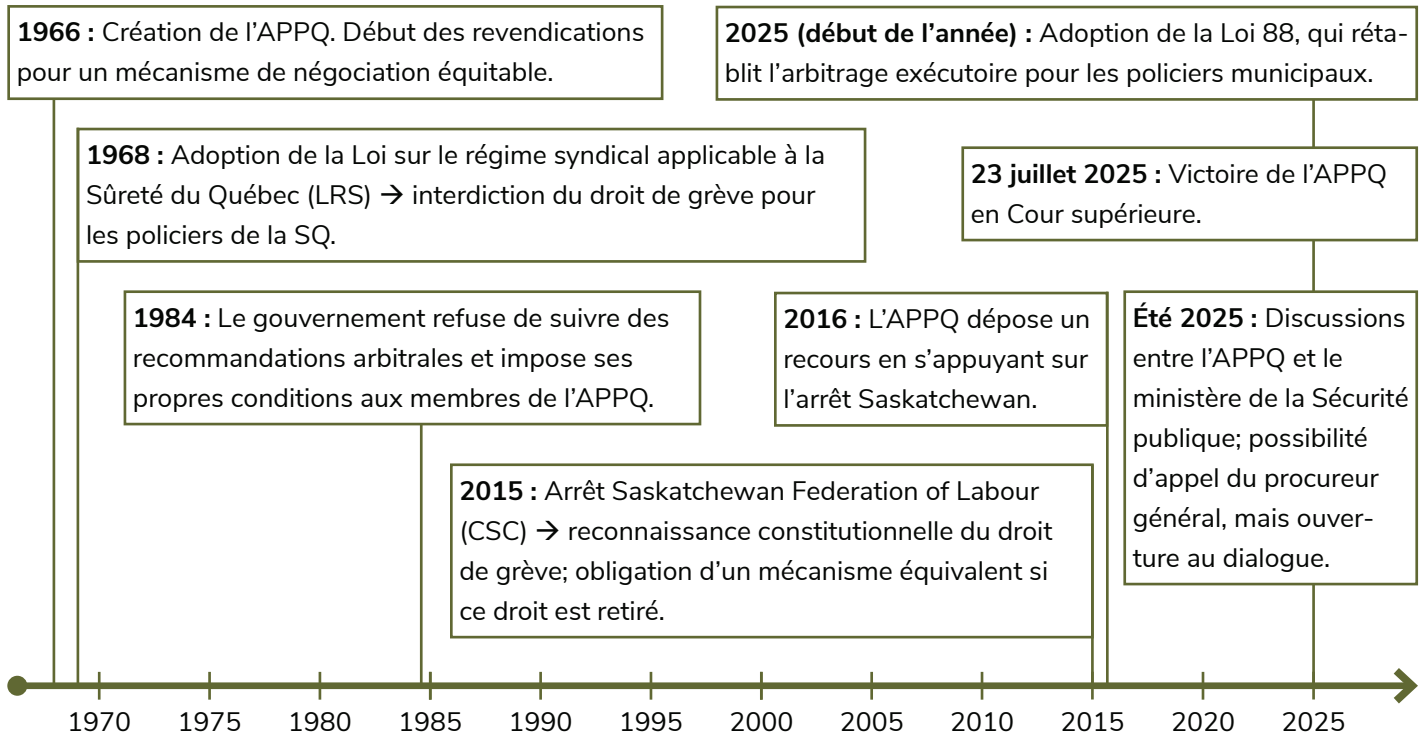 1966 : Création de l’APPQ. Début des revendications
pour un mécanisme de négociation équitable.
2025 (début de l’année) : Adoption de la Loi 88, qui réta-
blit l’arbitrage exécutoire pour les policiers municipaux.
1968 : Adoption de la Loi sur le régime syndical applicable à la
Sûreté du Québec (LRS) → interdiction du droit de grève pour
les policiers de la SQ.
23 juillet 2025 : Victoire de l’APPQ
en Cour supérieure.
1984 : Le gouvernement refuse de suivre des
recommandations arbitrales et impose ses
propres conditions aux membres de l’APPQ.
2016 : L’APPQ dépose un
recours en s’appuyant sur
l’arrêt Saskatchewan.
Été 2025 : Discussions
entre l’APPQ et le
ministère de la Sécurité
publique; possibilité
d’appel du procureur
général, mais ouver-
ture au dialogue.
2015 : Arrêt Saskatchewan Federation of Labour
(CSC) → reconnaissance constitutionnelle du droit
de grève; obligation d’un mécanisme équivalent si
ce droit est retiré.
1970 1975 1980 1985 1990 1995 2000 2005 2010 2015 2020 2025